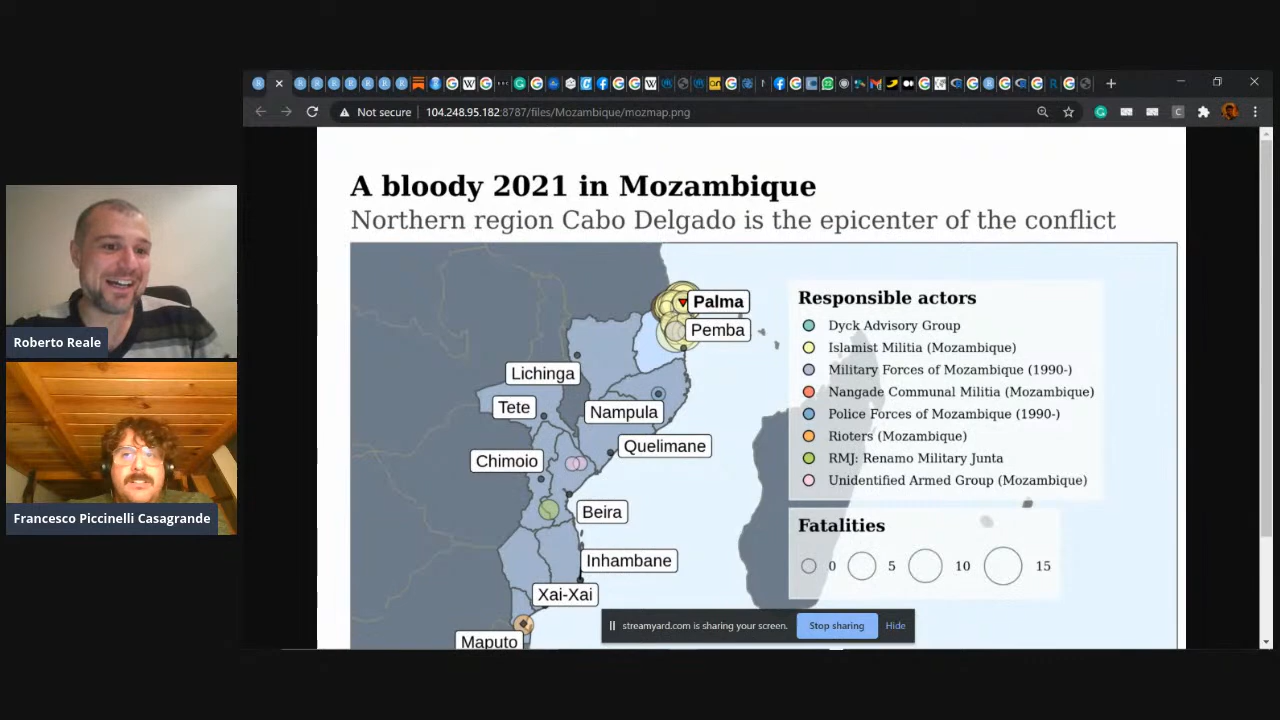 Not secure
104.248.95.182:8787/files/Mozambique/mozmap.png
A bloody 2021 in Mozambique
Northern region Cabo Delgado is the epicenter of the conflict
Palma
Pemba
Lichinga
Tete
Nampula
Quelimane
Chimoio
Beira
Inhambane
Xai-Xai
Maputo
Responsible actors
Dyck Advisory Group
Islamist Militia (Mozambique)
Military Forces of Mozambique (1990-)
Nangade Communal Militia (Mozambique)
Police Forces of Mozambique (1990-)
Rioters (Mozambique)
RMJ: Renamo Military Junta
Unidentified Armed Group (Mozambique)
Fatalities
0 5 10 15
streamyard.com is sharing your screen. Stop sharing Hide
Roberto Reale
Francesco Piccinelli Casagrande